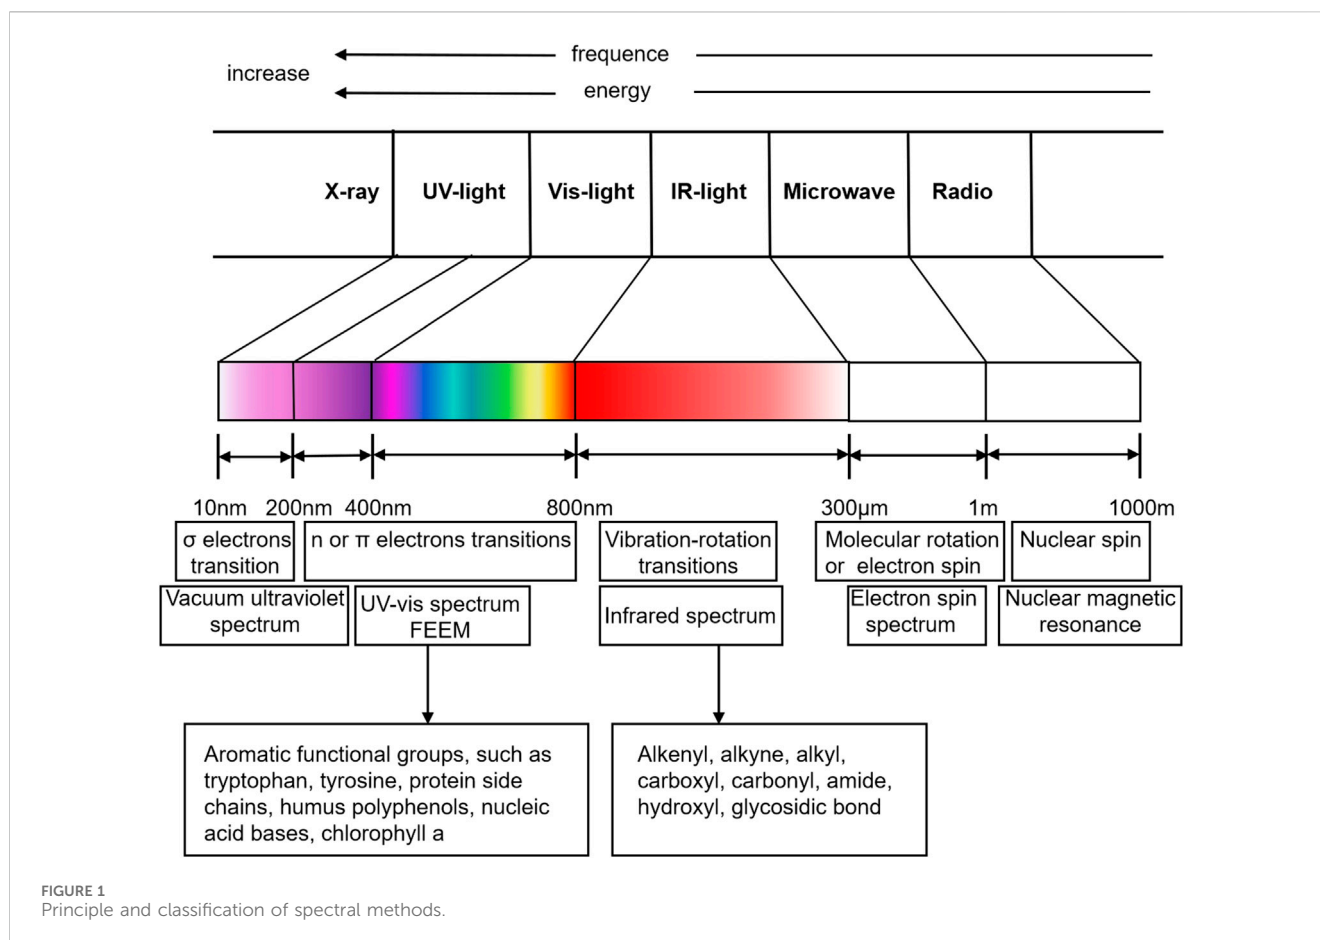 frequence
increase
energy
X-ray
UV-light
Vis-light
IR-light
Microwave
Radio
10nm
200nm
400nm
800nm
300μm
1m
1000m
σ electrons
transition
n or π electrons transitions
Vibration-rotation
transitions
Molecular rotation
or electron spin
Nuclear spin
Vacuum ultraviolet
spectrum
UV-vis spectrum
FEEM
Infrared spectrum
Electron spin
spectrum
Nuclear magnetic
resonance
Aromatic functional groups, such as
tryptophan, tyrosine, protein side
chains, humus polyphenols, nucleic
acid bases, chlorophyll a
Alkenyl, alkyne, alkyl,
carboxyl, carbonyl, amide,
hydroxyl, glycosidic bond
FIGURE 1
Principle and classification of spectral methods.